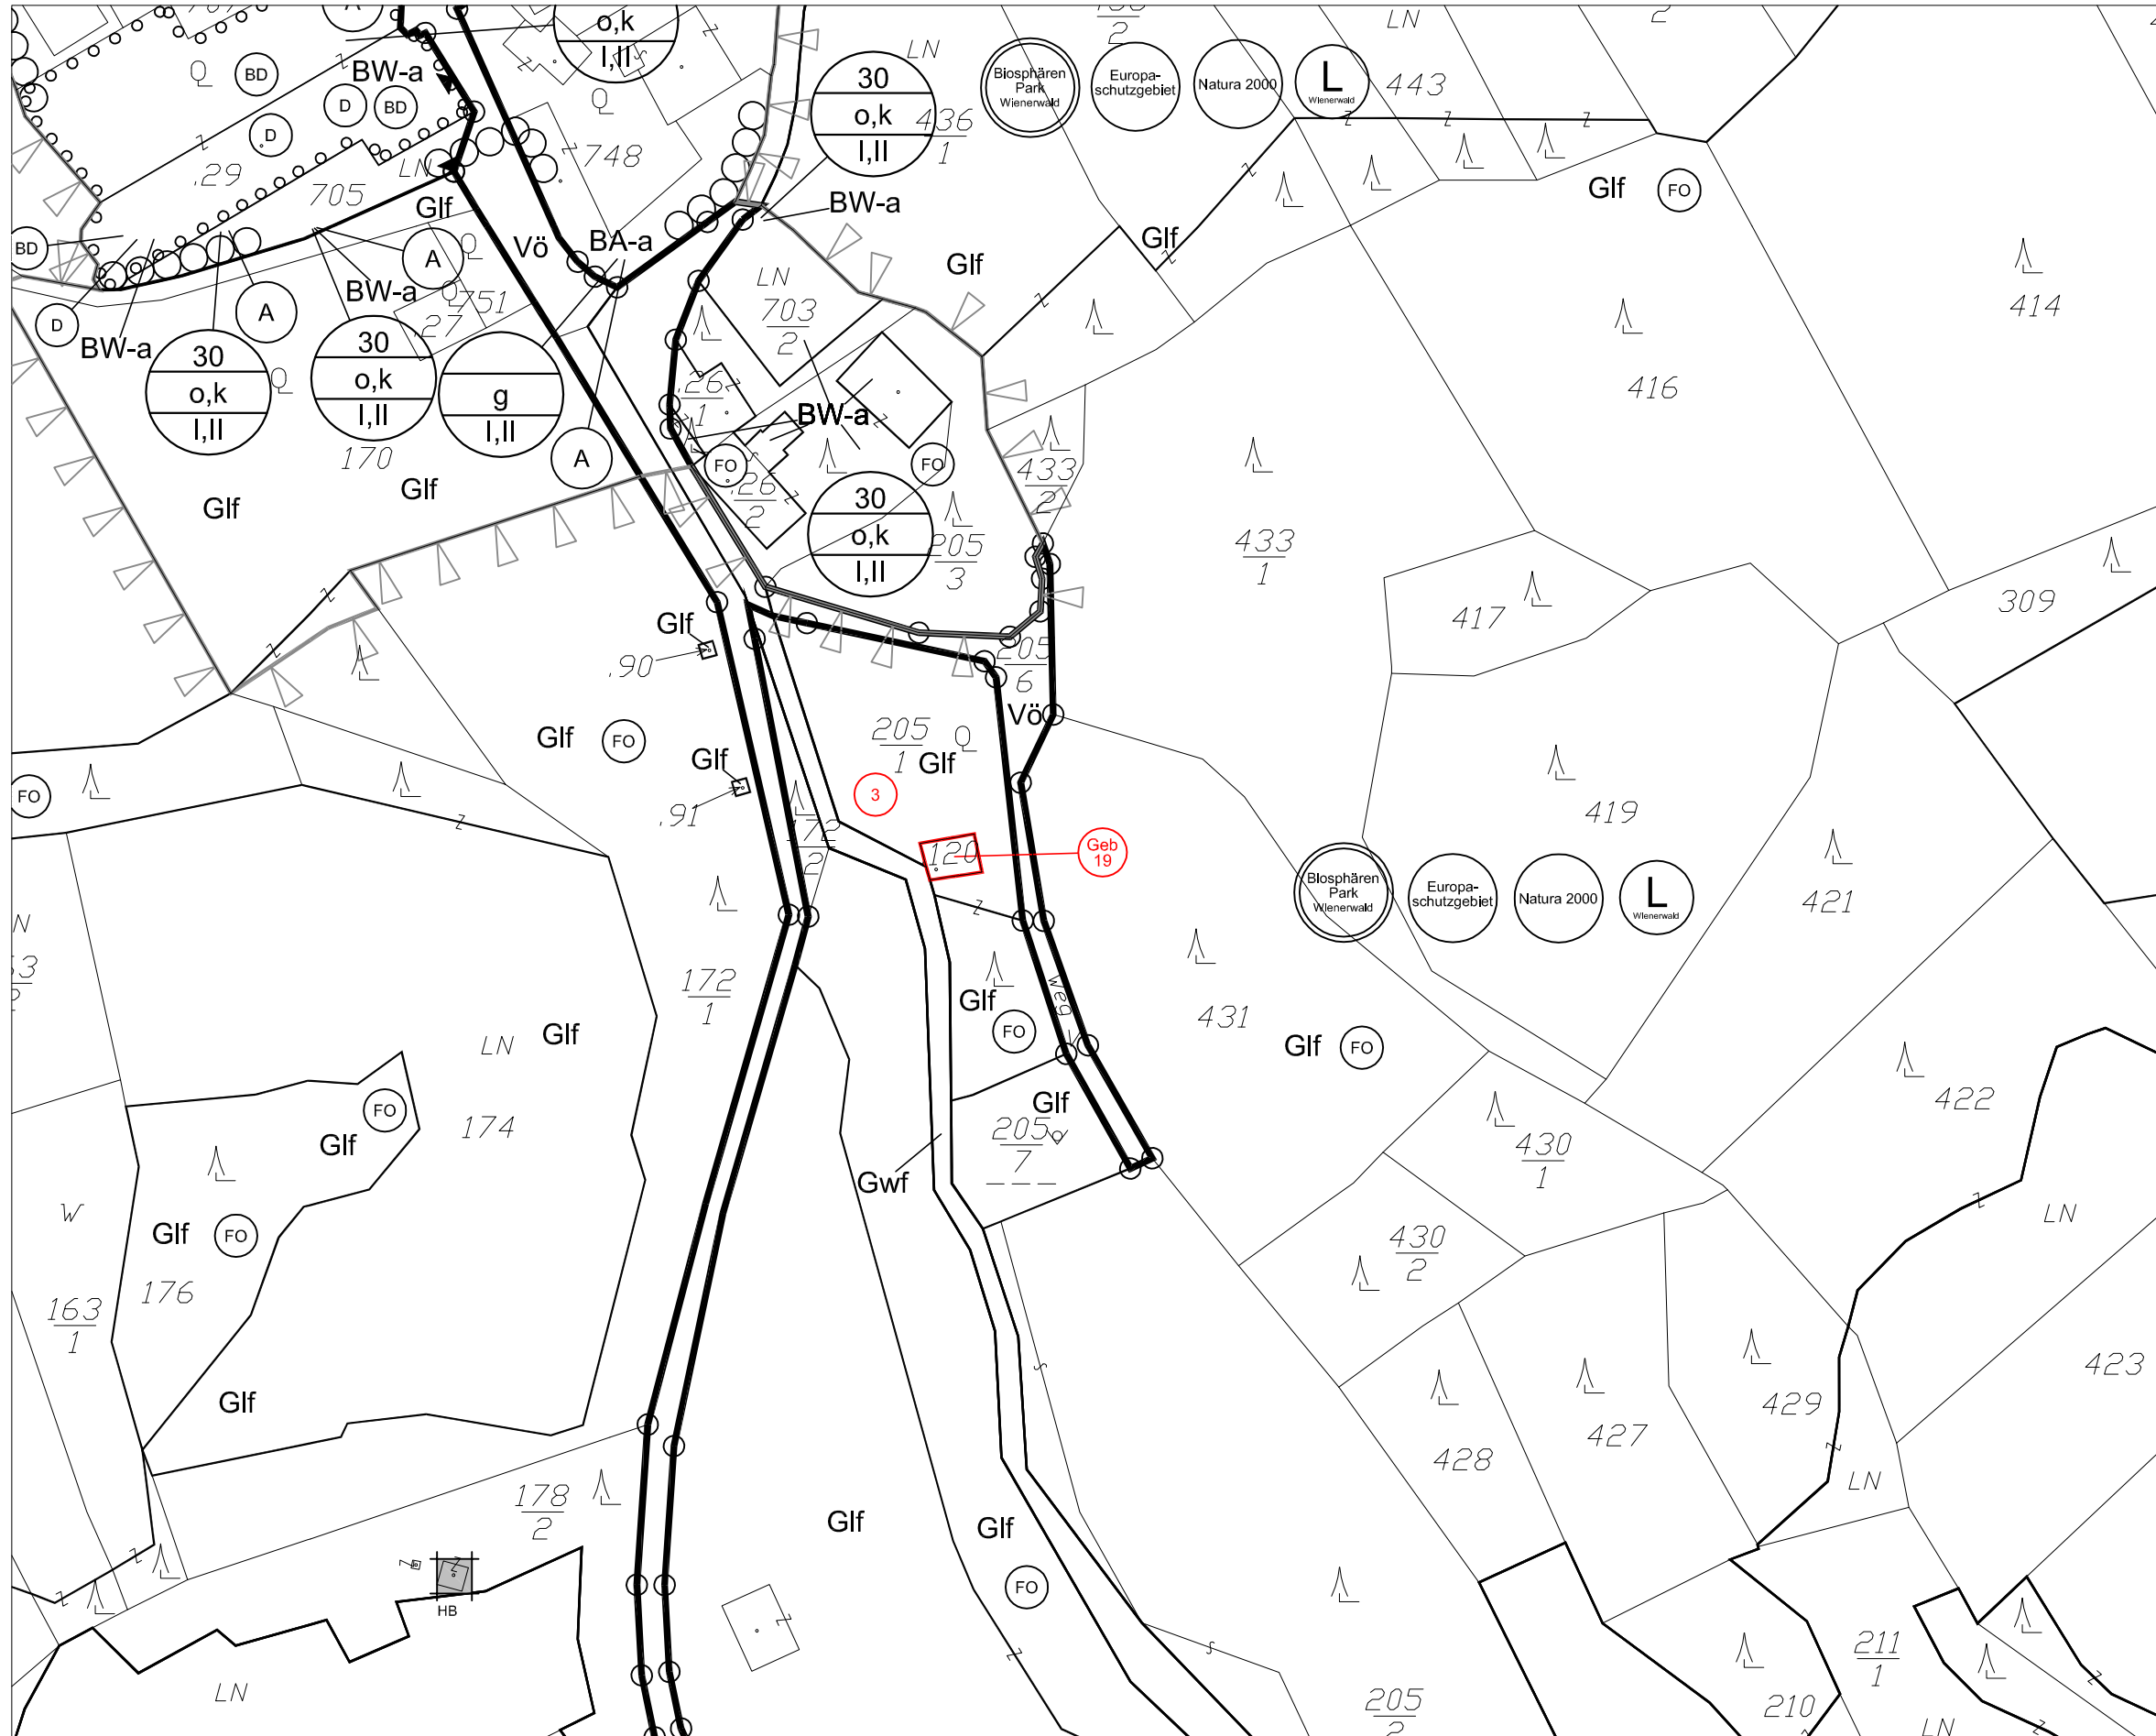 A
o,k
I,II
LN
2
LN
Q
BD
BW-a
Q
30
o,k
I,II
436
1
Biosphären
Park
Wienerwald
Europa-
schutzgebiet
Natura 2000
L
Wienerwald
443
D
BD
D
.29
LN
748
705
Glf
BW-a
Glf
FO
BD
Vö
BA-a
Glf
A
Q
Glf
LN
414
BW-a
Q
751
703
2
D
A
.27
BW-a
416
30
o,k
I,II
30
o,k
I,II
g
I,II
Q
.26
1
BW-a
170
A
FO
FO
433
2
Glf
Glf
.26
2
30
o,k
I,II
205
3
433
1
417
309
Glf
.90
205
6
Glf
FO
205
1
Q
Glf
Vö
Glf
FO
3
.91
172
2
419
120
Geb
19
Biosphären
Park
Wienerwald
Europa-
schutzgebiet
Natura 2000
L
Wienerwald
421
172
1
Glf
weg
FO
431
Glf
FO
LN
Glf
FO
174
Glf
Glf
205
7
422
430
1
Gwf
W
Glf
FO
LN
176
430
2
163
1
423
Glf
429
427
428
LN
178
2
Glf
Glf
FO
HB
LN
211
1
205
2
210
LN